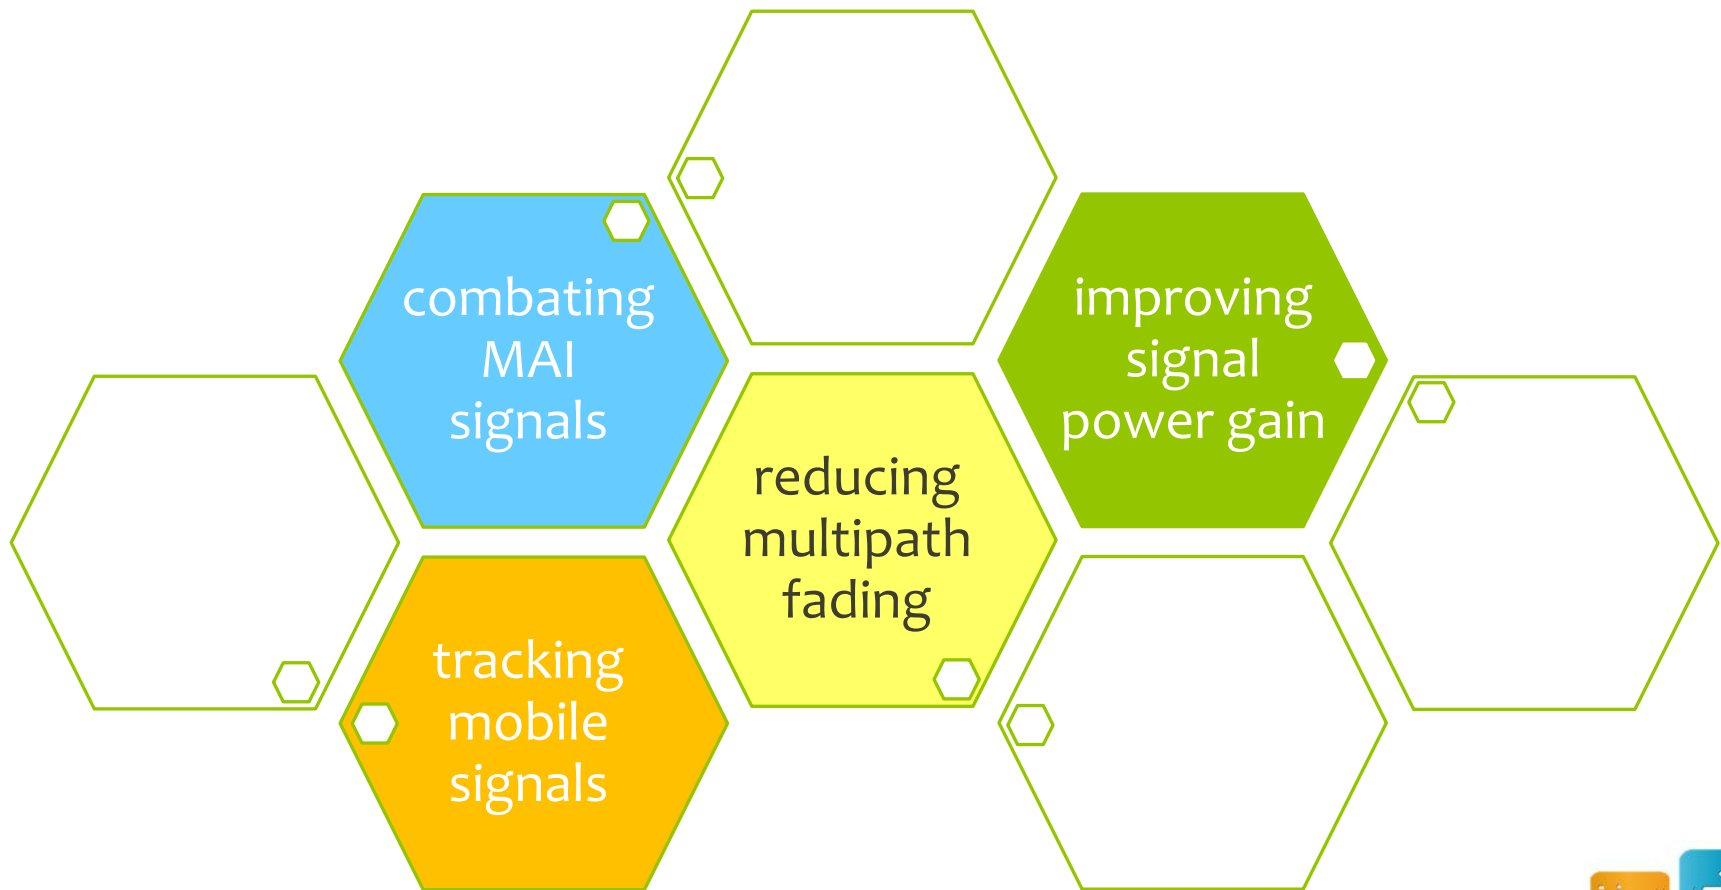 combating
MAI
signals
improving
signal
power gain
reducing
multipath
fading
tracking
mobile
signals